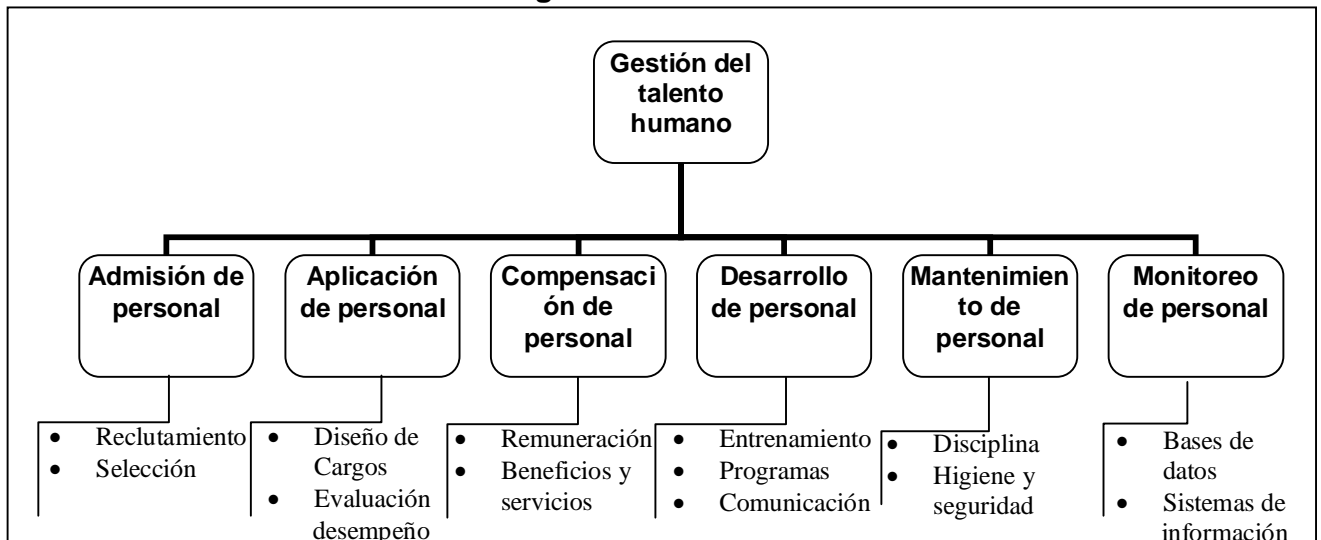 Gestión del
talento
humano
Admisión de
personal
Aplicación
de personal
Compensaci
ón de
personal
Desarrollo
de personal
Mantenimien
to de
personal
Monitoreo
de personal
• Reclutamiento
• Selección
• Diseño de
Cargos
• Evaluación
desempeño
• Remuneración
• Beneficios y
servicios
• Entrenamiento
• Programas
• Comunicación
• Disciplina
• Higiene y
seguridad
• Bases de
datos
• Sistemas de
información